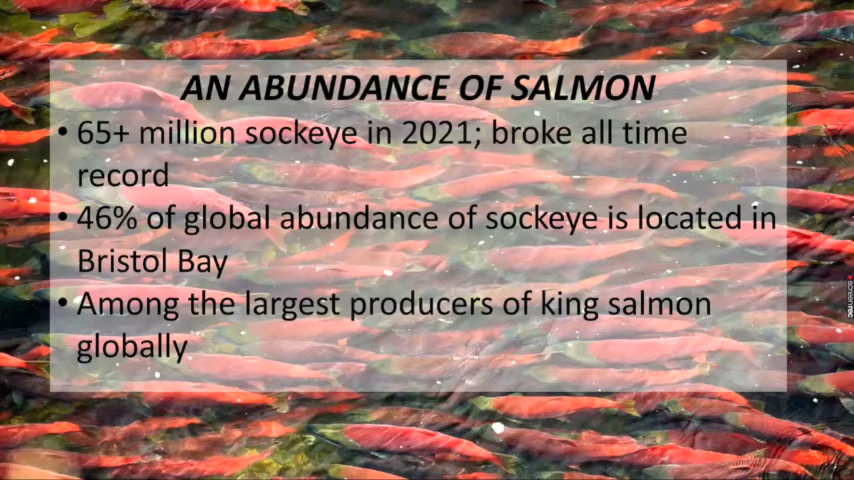 AN ABUNDANCE OF SALMON
• 65+ million sockeye in 2021; broke all time
record
• 46% of global abundance of sockeye is located in
Bristol Bay
• Among the largest producers of king salmon
globally
screenrec